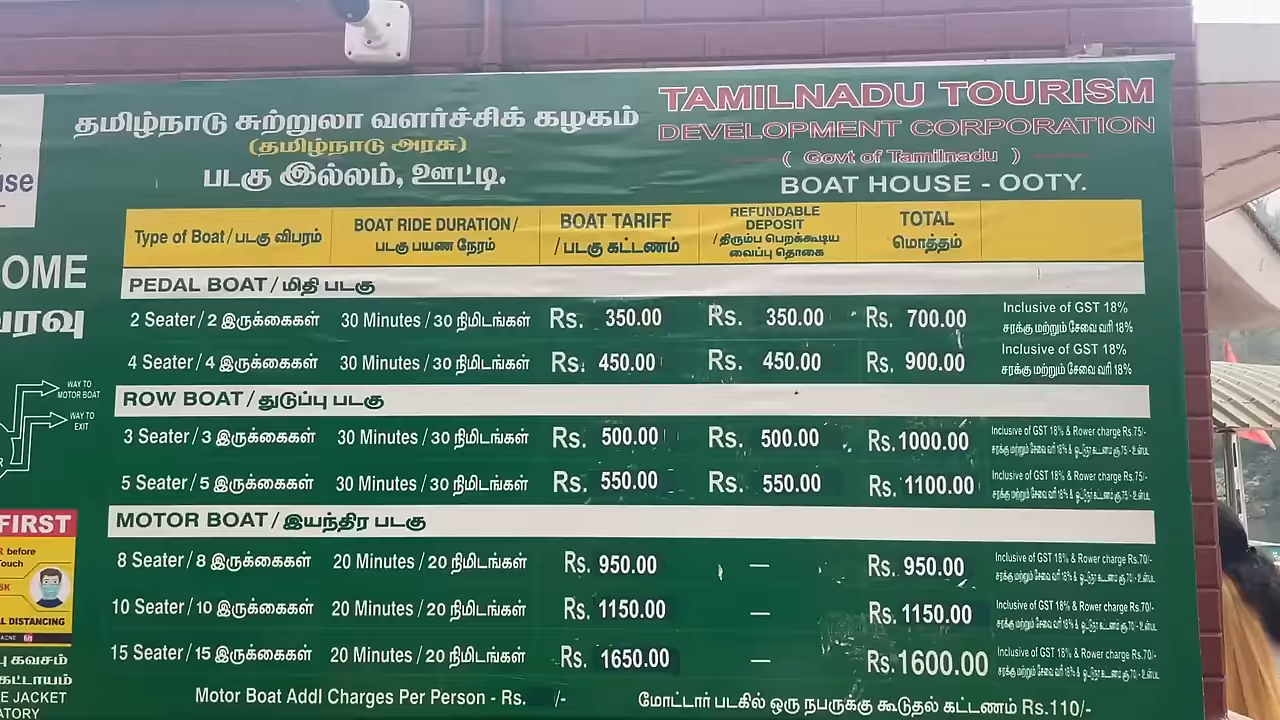 தமிழ்நாடு சுற்றுலா வளர்ச்சிக் கழகம்
(தமிழ்நாடு அரசு)
படகு இல்லம், ஊட்டி.
TAMILNADU TOURISM
DEVELOPMENT CORPORATION
( Govt of Tamilnadu )
BOAT HOUSE - OOTY.
Type of Boat / படகு விபரம் BOAT RIDE DURATION / படகு பயண நேரம் BOAT TARIFF / படகு கட்டணம் REFUNDABLE DEPOSIT / திரும்ப பெறக்கூடிய வைப்பு தொகை TOTAL மொத்தம்
PEDAL BOAT / மிதி படகு
2 Seater / 2 இருக்கைகள் 30 Minutes / 30 நிமிடங்கள் Rs. 350.00 Rs. 350.00 Rs. 700.00 Inclusive of GST 18% சரக்கு மற்றும் சேவை வரி 18%
4 Seater / 4 இருக்கைகள் 30 Minutes / 30 நிமிடங்கள் Rs. 450.00 Rs. 450.00 Rs. 900.00 Inclusive of GST 18% சரக்கு மற்றும் சேவை வரி 18%
ROW BOAT / துடுப்பு படகு
3 Seater / 3 இருக்கைகள் 30 Minutes / 30 நிமிடங்கள் Rs. 500.00 Rs. 500.00 Rs. 1000.00 Inclusive of GST 18% & Rower charge Rs.75/-
5 Seater / 5 இருக்கைகள் 30 Minutes / 30 நிமிடங்கள் Rs. 550.00 Rs. 550.00 Rs. 1100.00 Inclusive of GST 18% & Rower charge Rs.75/-
MOTOR BOAT / இயந்திர படகு
8 Seater / 8 இருக்கைகள் 20 Minutes / 20 நிமிடங்கள் Rs. 950.00 — Rs. 950.00 Inclusive of GST 18% & Rower charge Rs.70/-
10 Seater / 10 இருக்கைகள் 20 Minutes / 20 நிமிடங்கள் Rs. 1150.00 — Rs. 1150.00 Inclusive of GST 18% & Rower charge Rs.70/-
15 Seater / 15 இருக்கைகள் 20 Minutes / 20 நிமிடங்கள் Rs. 1650.00 — Rs. 1600.00 Inclusive of GST 18% & Rower charge Rs.70/-
Motor Boat Addl Charges Per Person - Rs. /- மோட்டார் படகில் ஒரு நபருக்கு கூடுதல் கட்டணம் Rs.110/-
OME
WAY TO
MOTOR BOAT
WAY TO
EXIT
FIRST
before
Touch
SK
L DISTANCING
கவசம்
E JACKET
ATORY